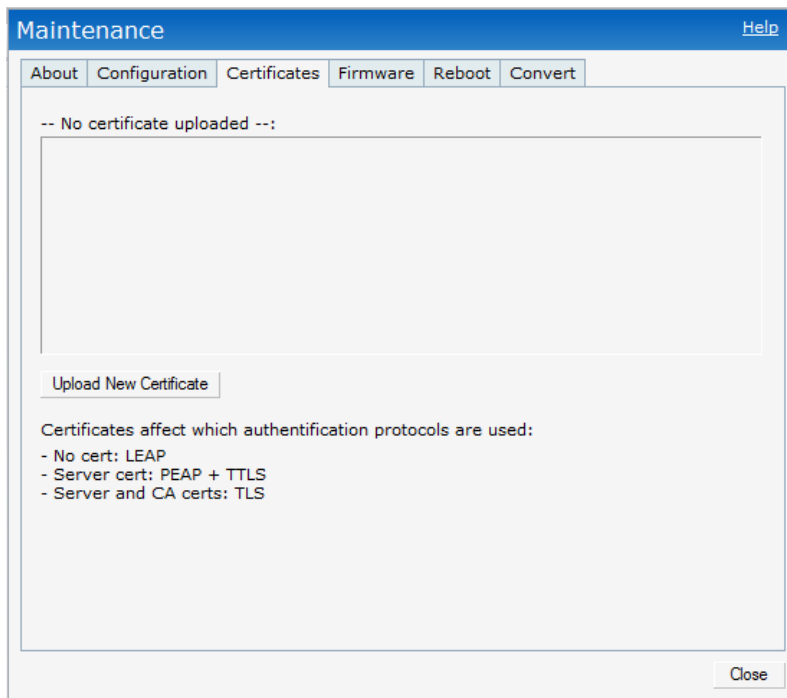 Maintenance
Help
About Configuration Certificates Firmware Reboot Convert
-- No certificate uploaded --:
Upload New Certificate
Certificates affect which authentification protocols are used:
- No cert: LEAP
- Server cert: PEAP + TTLS
- Server and CA certs: TLS
Close